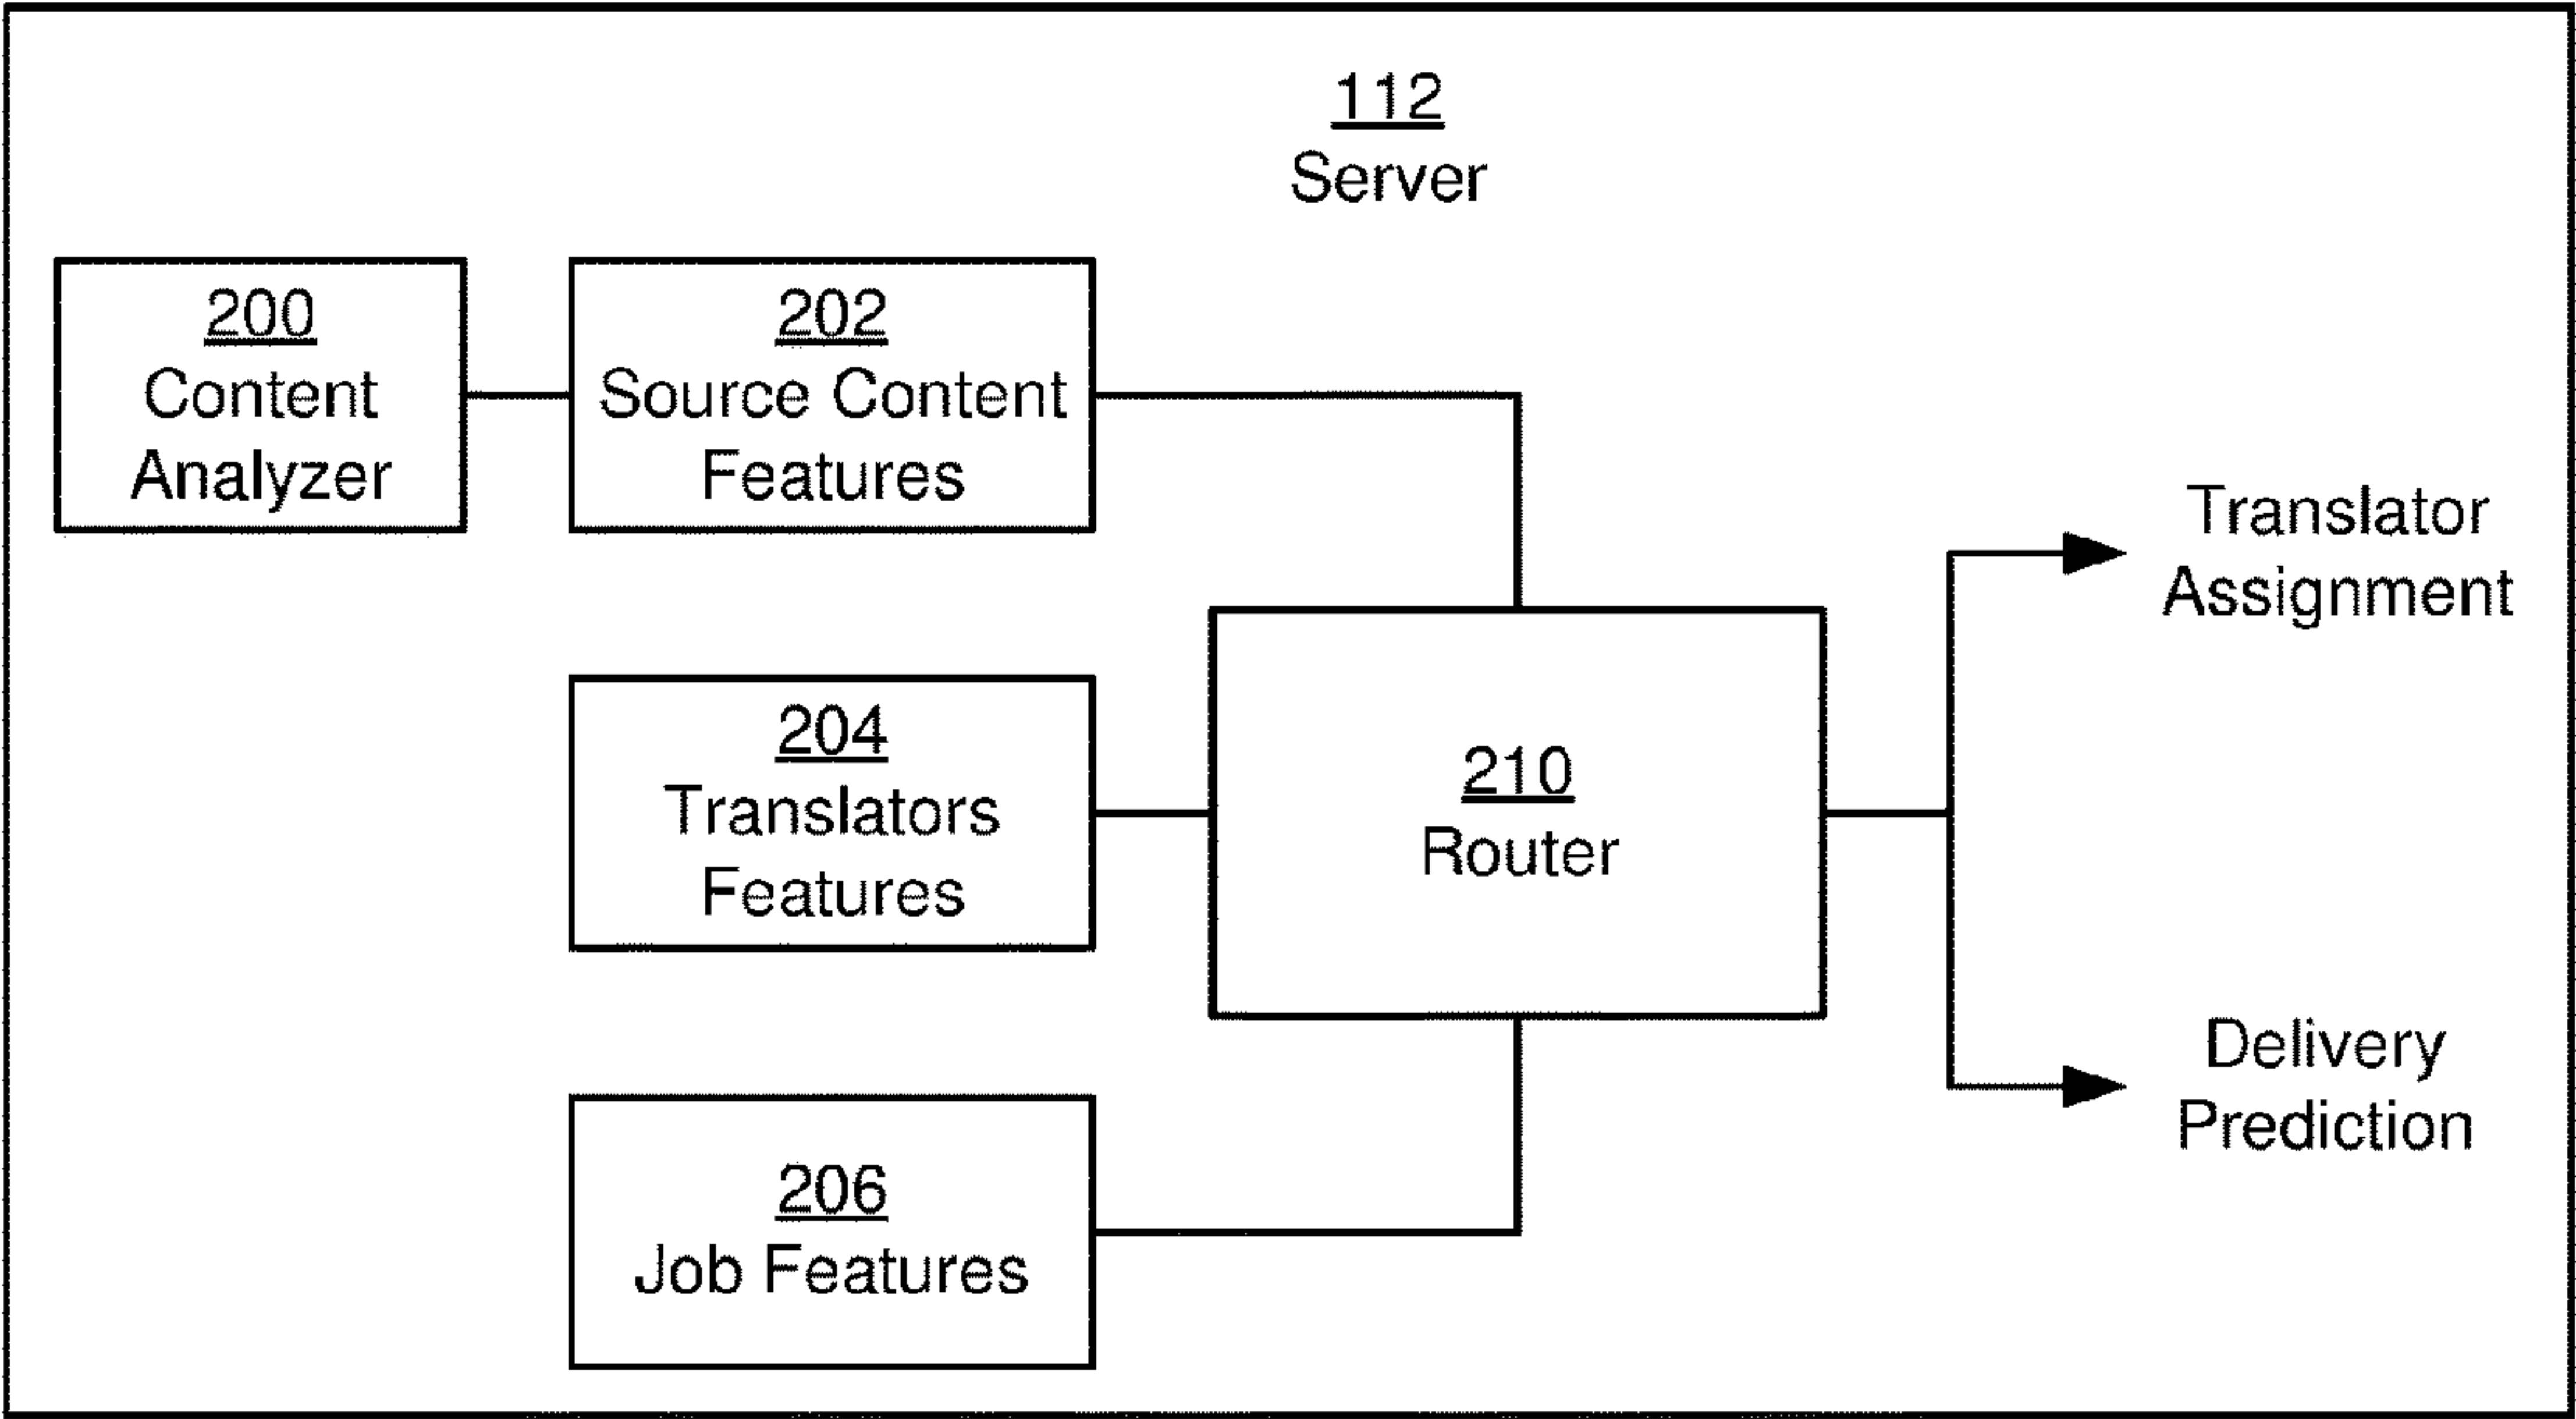 112
Server
200
Content
Analyzer
202
Source Content
Features
204
Translators
Features
206
Job Features
210
Router
Translator
Assignment
Delivery
Prediction